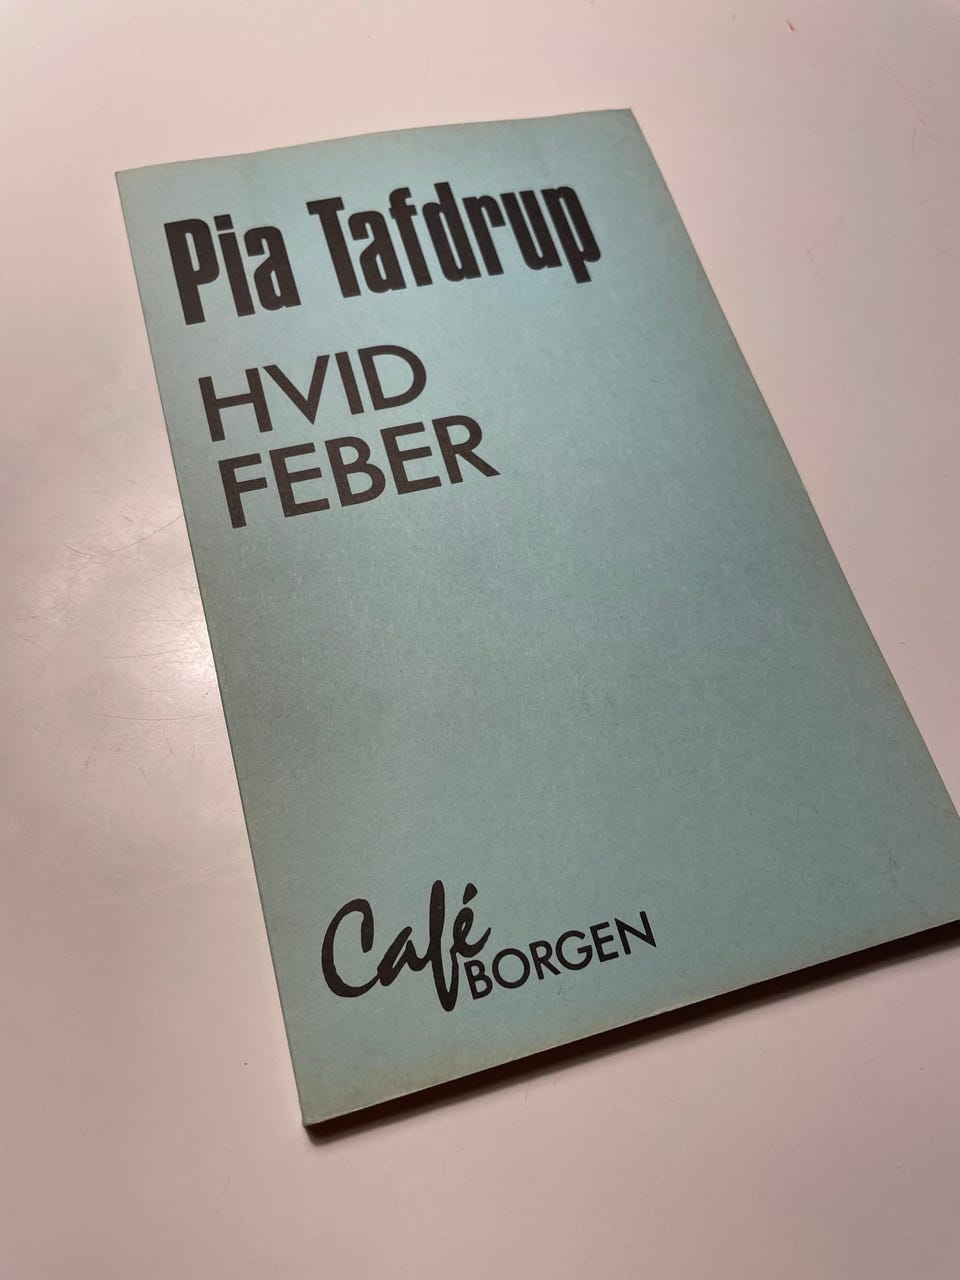 Pia Tafdrup
HVID
FEBER
Café
BORGEN